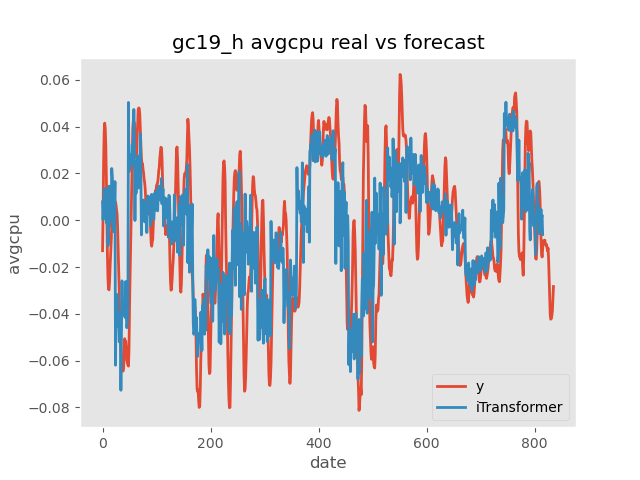 gc19_h avgcpu real vs forecast
avgcpu
0.06
0.04
0.02
0.00
−0.02
−0.04
−0.06
−0.08
0
200
400
600
800
date
y
iTransformer